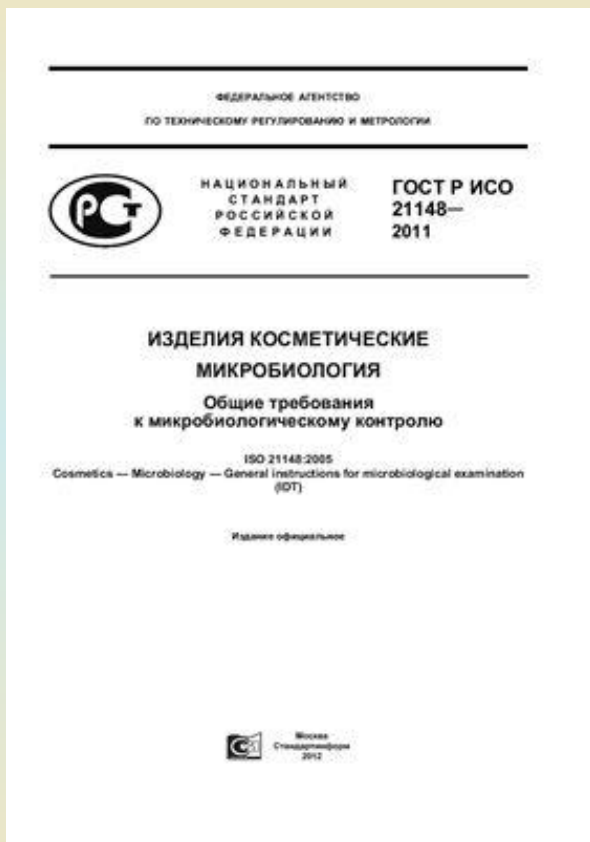 ФЕДЕРАЛЬНОЕ АГЕНТСТВО
ПО ТЕХНИЧЕСКОМУ РЕГУЛИРОВАНИЮ И МЕТРОЛОГИИ
РСТ
НАЦИОНАЛЬНЫЙ
СТАНДАРТ
РОССИЙСКОЙ
ФЕДЕРАЦИИ
ГОСТ Р ИСО
21148—
2011
ИЗДЕЛИЯ КОСМЕТИЧЕСКИЕ
МИКРОБИОЛОГИЯ
Общие требования
к микробиологическому контролю
ISO 21148:2005
Cosmetics — Microbiology — General instructions for microbiological examination
(IDT)
Издание официальное
Москва
Стандартинформ
2012